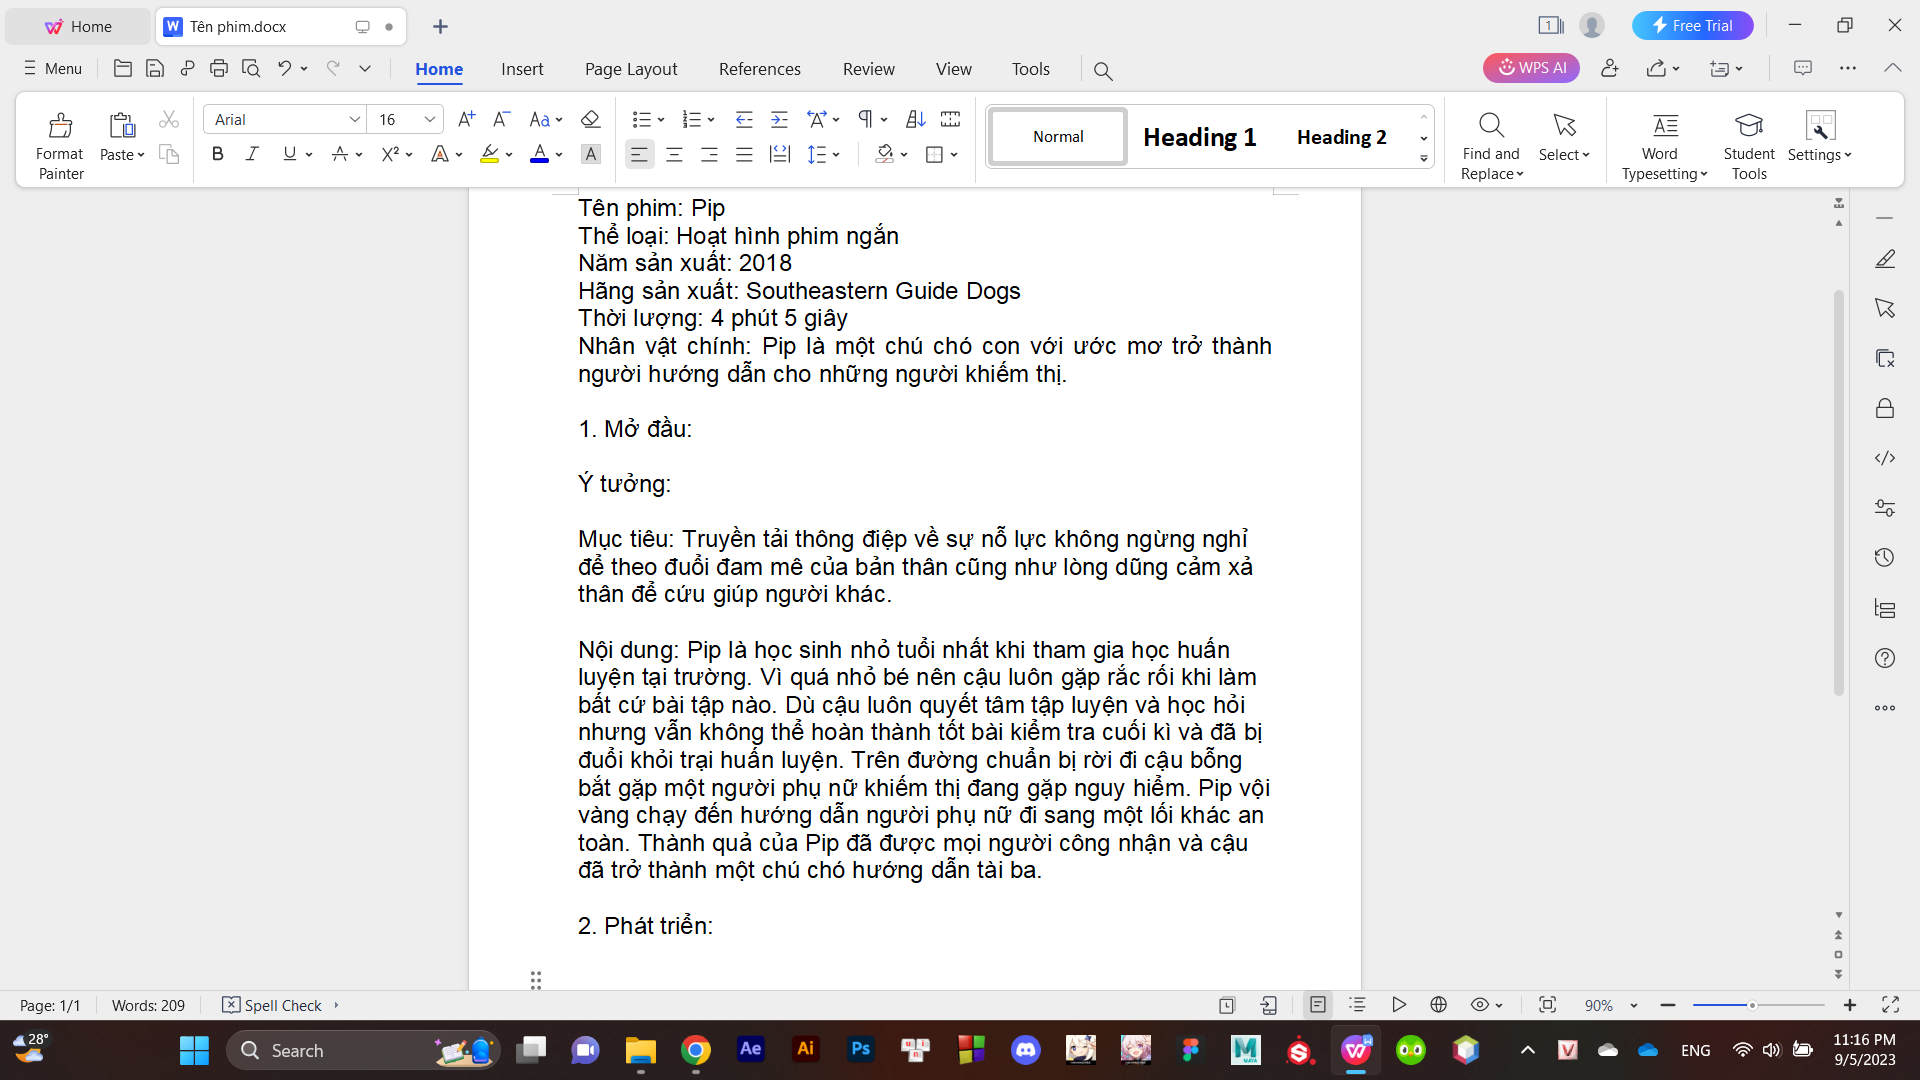 Home
Tên phim.docx
1
Free Trial
Menu
Home
Insert
Page Layout
References
Review
View
Tools
WPS AI
Format
Painter
Paste
Arial
16
Normal
Heading 1
Heading 2
Find and
Replace
Select
Word
Typesetting
Student
Tools
Settings
Tên phim: Pip
Thể loại: Hoạt hình phim ngắn
Năm sản xuất: 2018
Hãng sản xuất: Southeastern Guide Dogs
Thời lượng: 4 phút 5 giây
Nhân vật chính: Pip là một chú chó con với ước mơ trở thành
người hướng dẫn cho những người khiếm thị.
1. Mở đầu:
Ý tưởng:
Mục tiêu: Truyền tải thông điệp về sự nỗ lực không ngừng nghỉ
để theo đuổi đam mê của bản thân cũng như lòng dũng cảm xả
thân để cứu giúp người khác.
Nội dung: Pip là học sinh nhỏ tuổi nhất khi tham gia học huấn
luyện tại trường. Vì quá nhỏ bé nên cậu luôn gặp rắc rối khi làm
bất cứ bài tập nào. Dù cậu luôn quyết tâm tập luyện và học hỏi
nhưng vẫn không thể hoàn thành tốt bài kiểm tra cuối kì và đã bị
đuổi khỏi trại huấn luyện. Trên đường chuẩn bị rời đi cậu bỗng
bắt gặp một người phụ nữ khiếm thị đang gặp nguy hiểm. Pip vội
vàng chạy đến hướng dẫn người phụ nữ đi sang một lối khác an
toàn. Thành quả của Pip đã được mọi người công nhận và cậu
đã trở thành một chú chó hướng dẫn tài ba.
2. Phát triển:
Page: 1/1
Words: 209
Spell Check
90%
28°
Search
Ae
Ai
Ps
ENG
11:16 PM
9/5/2023